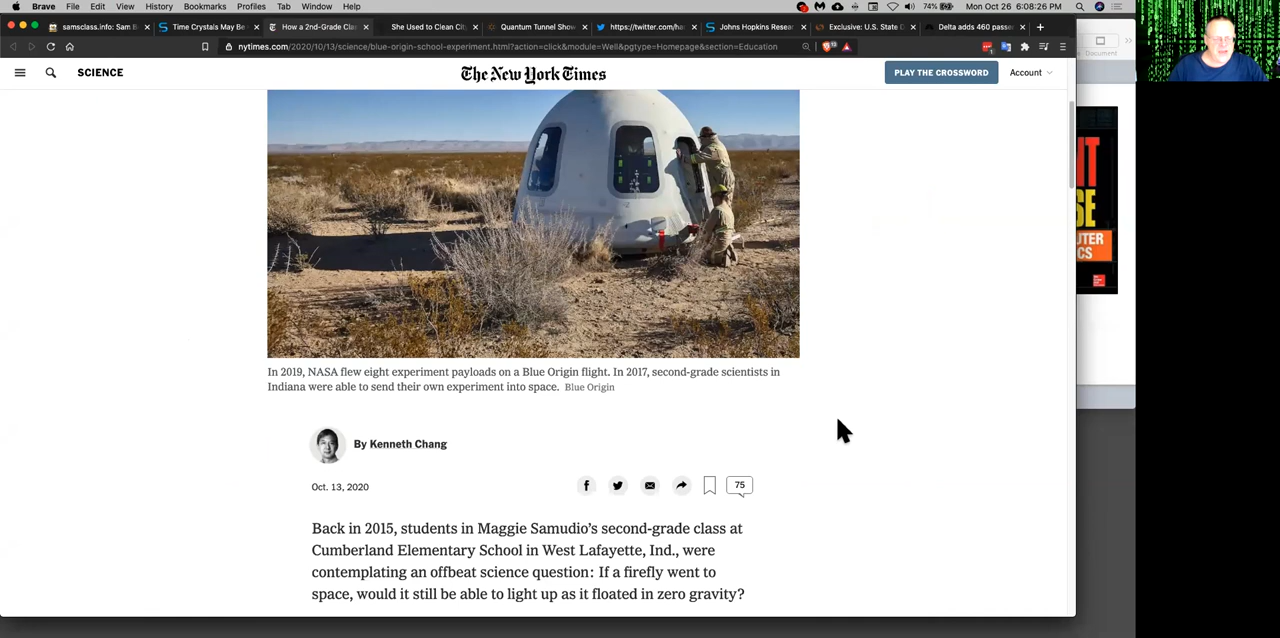 Brave File Edit View History Bookmarks Profiles Tab Window Help 74% Mon Oct 26 6:08:26 PM
samsclass.info: Sam B Time Crystals May Be How a 2nd-Grade Cla She Used to Clean Cit Quantum Tunnel Show https://twitter.com/han Johns Hopkins Resea Exclusive: U.S. State D Delta adds 460 passe
nytimes.com/2020/10/13/science/blue-origin-school-experiment.html?action=click&module=Well&pgtype=Homepage&section=Education
Document
SCIENCE The New York Times PLAY THE CROSSWORD Account
In 2019, NASA flew eight experiment payloads on a Blue Origin flight. In 2017, second-grade scientists in
Indiana were able to send their own experiment into space. Blue Origin
By Kenneth Chang
Oct. 13, 2020 75
Back in 2015, students in Maggie Samudio's second-grade class at
Cumberland Elementary School in West Lafayette, Ind., were
contemplating an offbeat science question: If a firefly went to
space, would it still be able to light up as it floated in zero gravity?